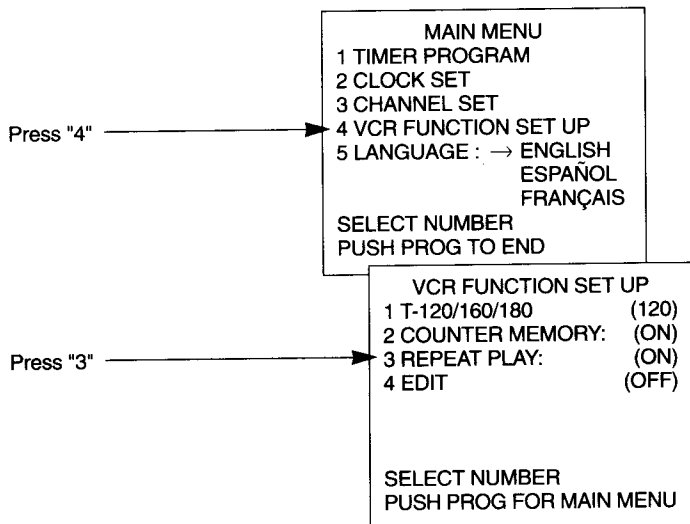 MAIN MENU
1 TIMER PROGRAM
2 CLOCK SET
3 CHANNEL SET
Press "4"
4 VCR FUNCTION SET UP
5 LANGUAGE : → ENGLISH
ESPAÑOL
FRANÇAIS
SELECT NUMBER
PUSH PROG TO END
VCR FUNCTION SET UP
1 T-120/160/180 (120)
2 COUNTER MEMORY: (ON)
Press "3"
3 REPEAT PLAY: (ON)
4 EDIT (OFF)
SELECT NUMBER
PUSH PROG FOR MAIN MENU